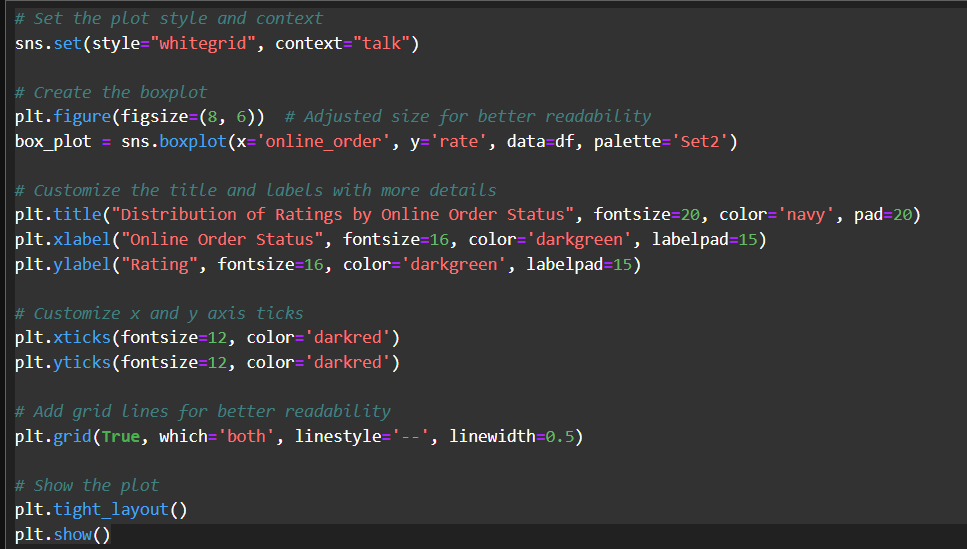 # Set the plot style and context
sns.set(style="whitegrid", context="talk")
# Create the boxplot
plt.figure(figsize=(8, 6))  # Adjusted size for better readability
box_plot = sns.boxplot(x='online_order', y='rate', data=df, palette='Set2')
# Customize the title and labels with more details
plt.title("Distribution of Ratings by Online Order Status", fontsize=20, color='navy', pad=20)
plt.xlabel("Online Order Status", fontsize=16, color='darkgreen', labelpad=15)
plt.ylabel("Rating", fontsize=16, color='darkgreen', labelpad=15)
# Customize x and y axis ticks
plt.xticks(fontsize=12, color='darkred')
plt.yticks(fontsize=12, color='darkred')
# Add grid lines for better readability
plt.grid(True, which='both', linestyle='--', linewidth=0.5)
# Show the plot
plt.tight_layout()
plt.show()